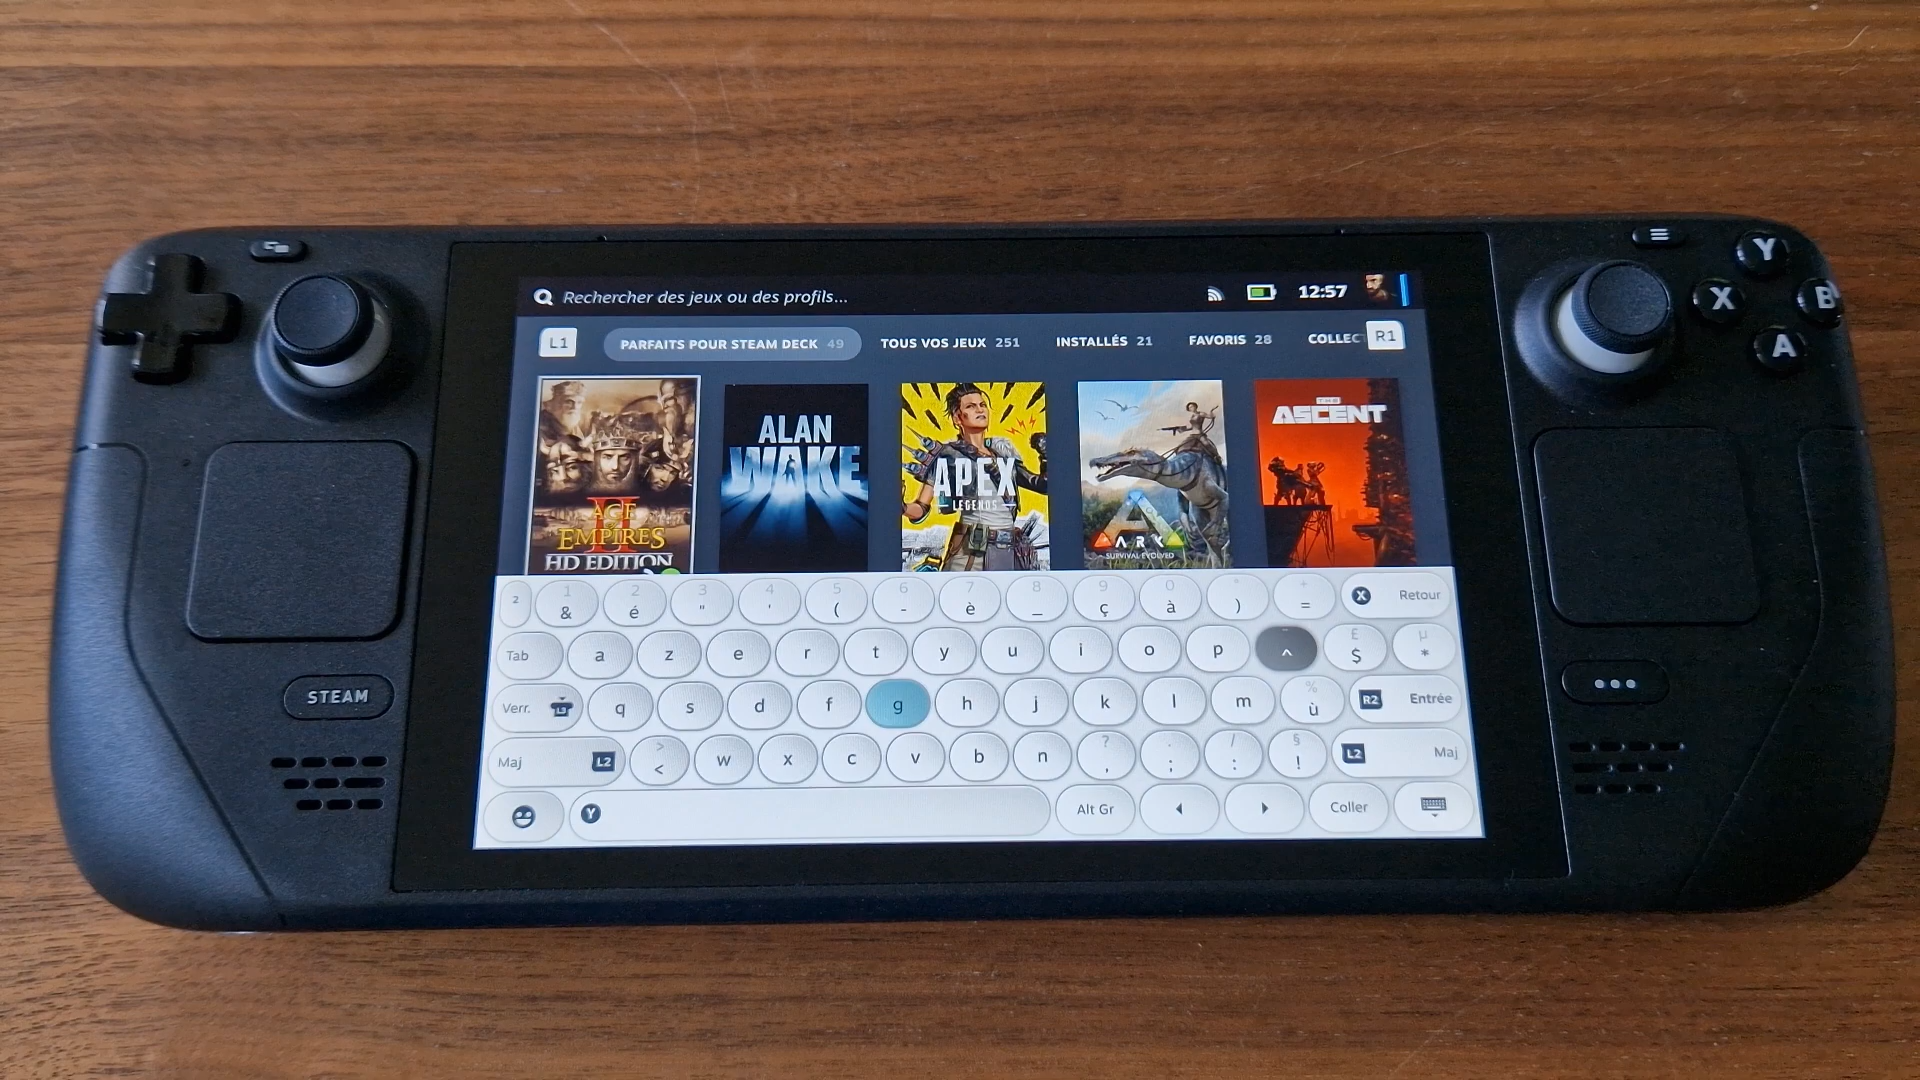 Rechercher des jeux ou des profils... 12:57
L1 PARFAITS POUR STEAM DECK 49 TOUS VOS JEUX 251 INSTALLÉS 21 FAVORIS 28 COLLEC R1
AGE
OF
EMPIRES
II
HD EDITION
ALAN
WAKE
APEX
LEGENDS
ARK
SURVIVAL EVOLVED
THE
ASCENT
2 1 & 2 é 3 " 4 ' 5 ( 6 - 7 è 8 _ 9 ç 0 à ° ) + = X Retour
Tab a z e r t y u i o p ¨ ^ £ $ µ *
Verr. L3 q s d f g h j k l m % ù R2 Entrée
Maj L2 > < w x c v b n ? , . ; / : § ! L2 Maj
Y Alt Gr Coller
STEAM
Y
X
B
A